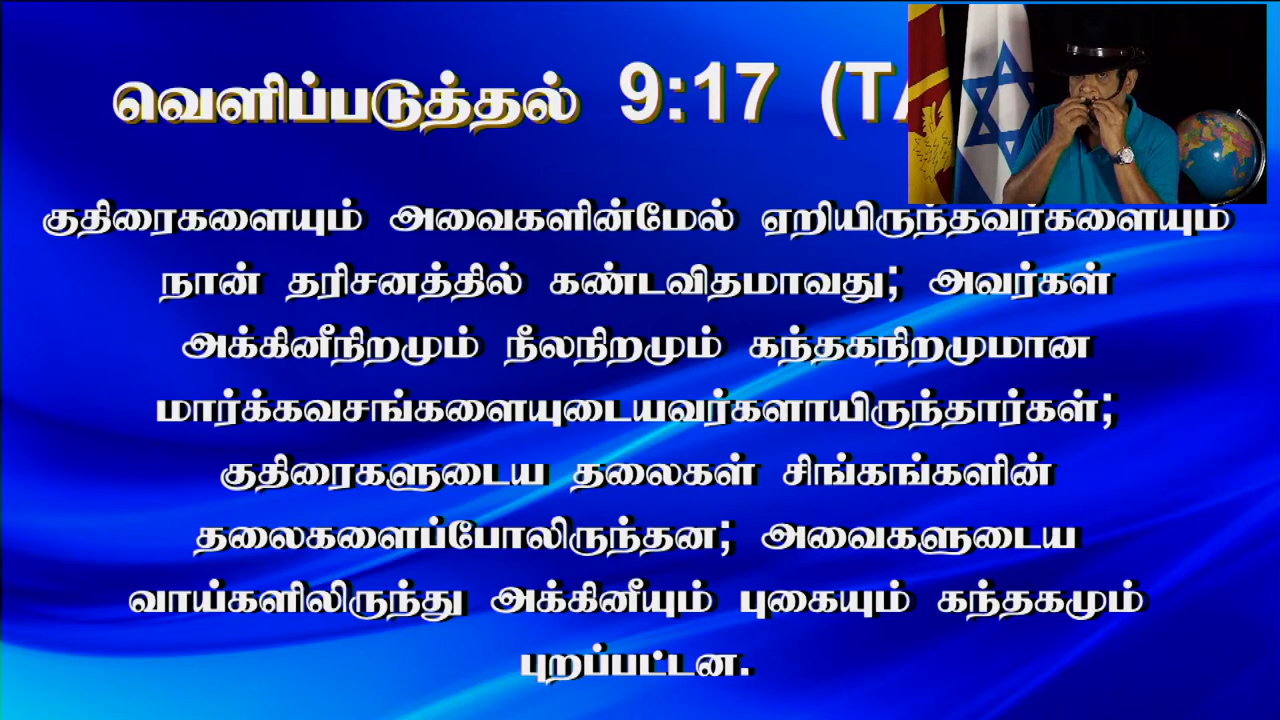 வெளிப்படுத்தல் 9:17 (TA
குதிரைகளையும் அவைகளின்மேல் ஏறியிருந்தவர்களையும்
நான் தரிசனத்தில் கண்டவிதமாவது; அவர்கள்
அக்கினீநிறமும் நீலநிறமும் கந்தகநிறமுமான
மார்க்கவசங்களையுடையவர்களாயிருந்தார்கள்;
குதிரைகளுடைய தலைகள் சிங்கங்களின்
தலைகளைப்போலிருந்தன; அவைகளுடைய
வாய்களிலிருந்து அக்கினீயும் புகையும் கந்தகமும்
புறப்பட்டன.